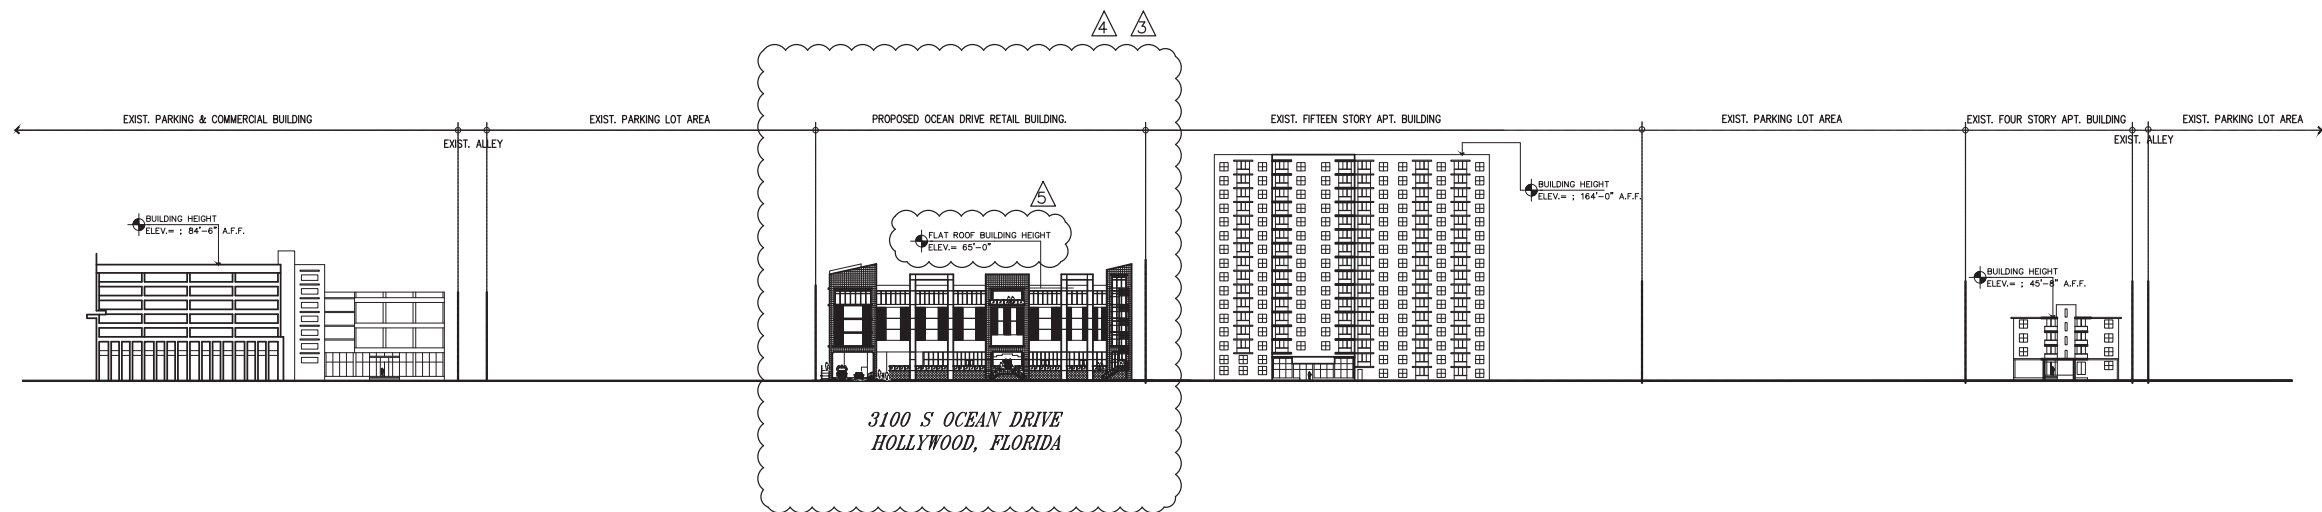 4 3
EXIST. PARKING & COMMERCIAL BUILDING
EXIST. PARKING LOT AREA
PROPOSED OCEAN DRIVE RETAIL BUILDING.
EXIST. FIFTEEN STORY APT. BUILDING
EXIST. PARKING LOT AREA
EXIST. FOUR STORY APT. BUILDING
EXIST. PARKING LOT AREA
EXIST. ALLEY
EXIST. ALLEY
BUILDING HEIGHT
ELEV.= ; 84'-6" A.F.F.
5
FLAT ROOF BUILDING HEIGHT
ELEV.= 65'-0"
BUILDING HEIGHT
ELEV.= ; 164'-0" A.F.F.
BUILDING HEIGHT
ELEV.= ; 45'-8" A.F.F.
3100 S OCEAN DRIVE
HOLLYWOOD, FLORIDA